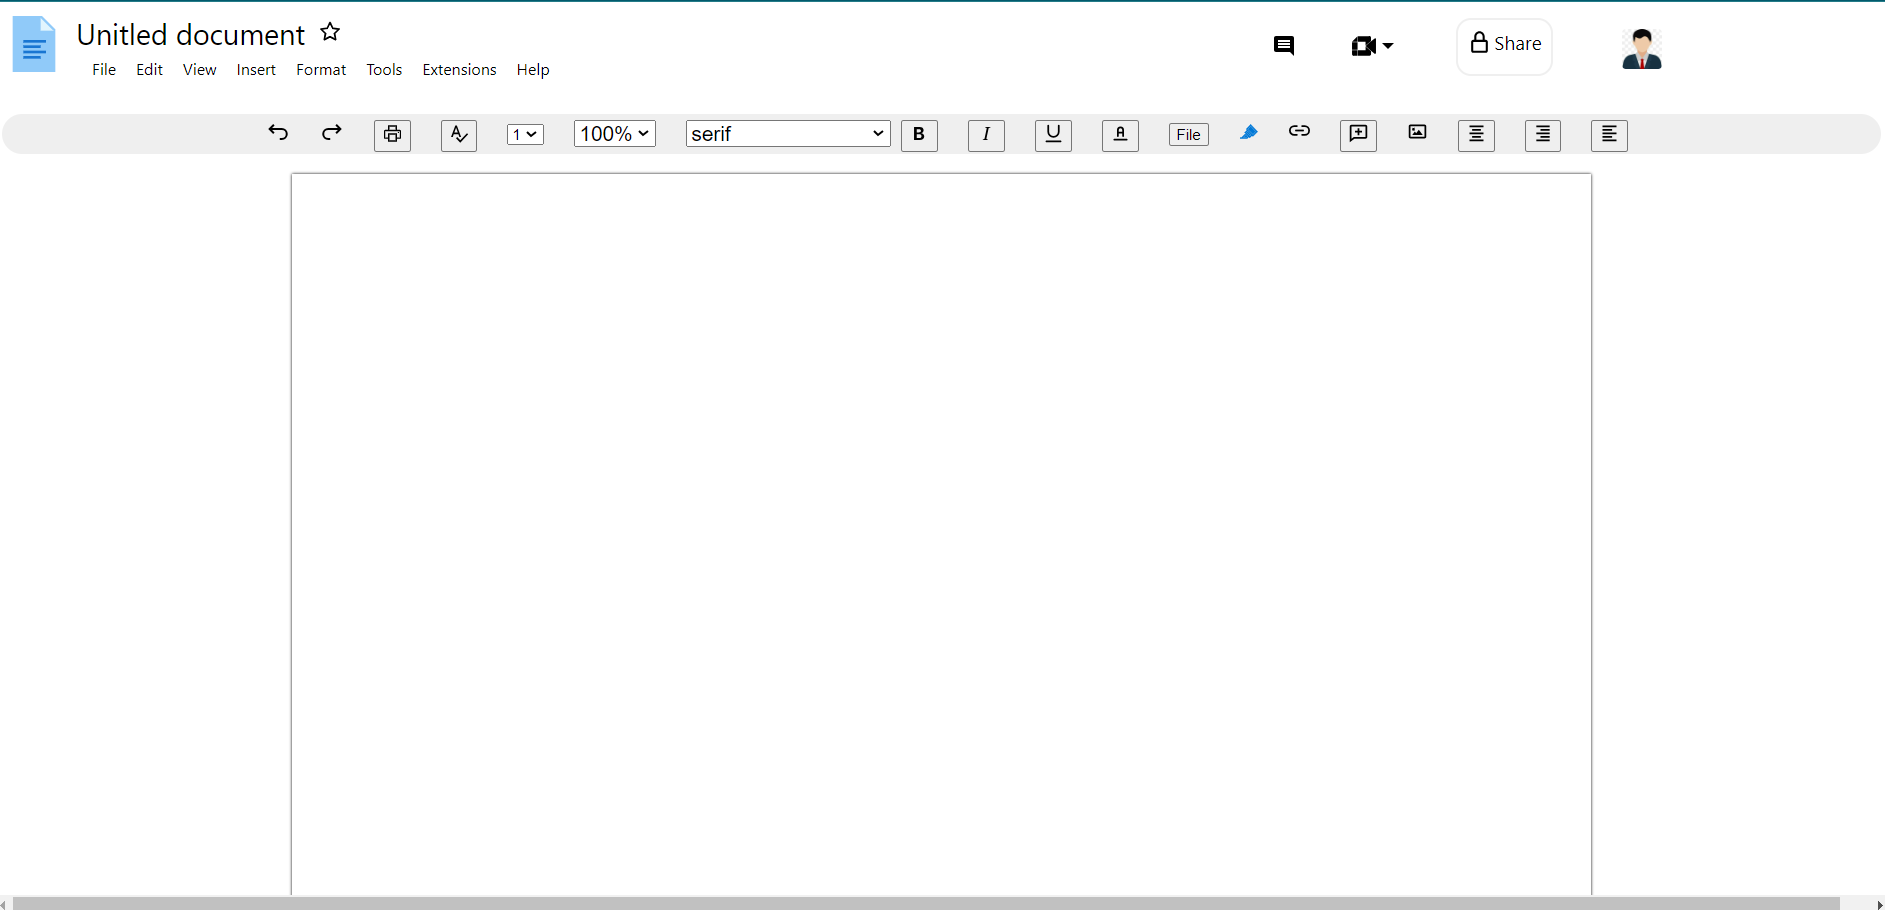 Unitled document
File Edit View Insert Format Tools Extensions Help
Share
1 100% serif B I U A File